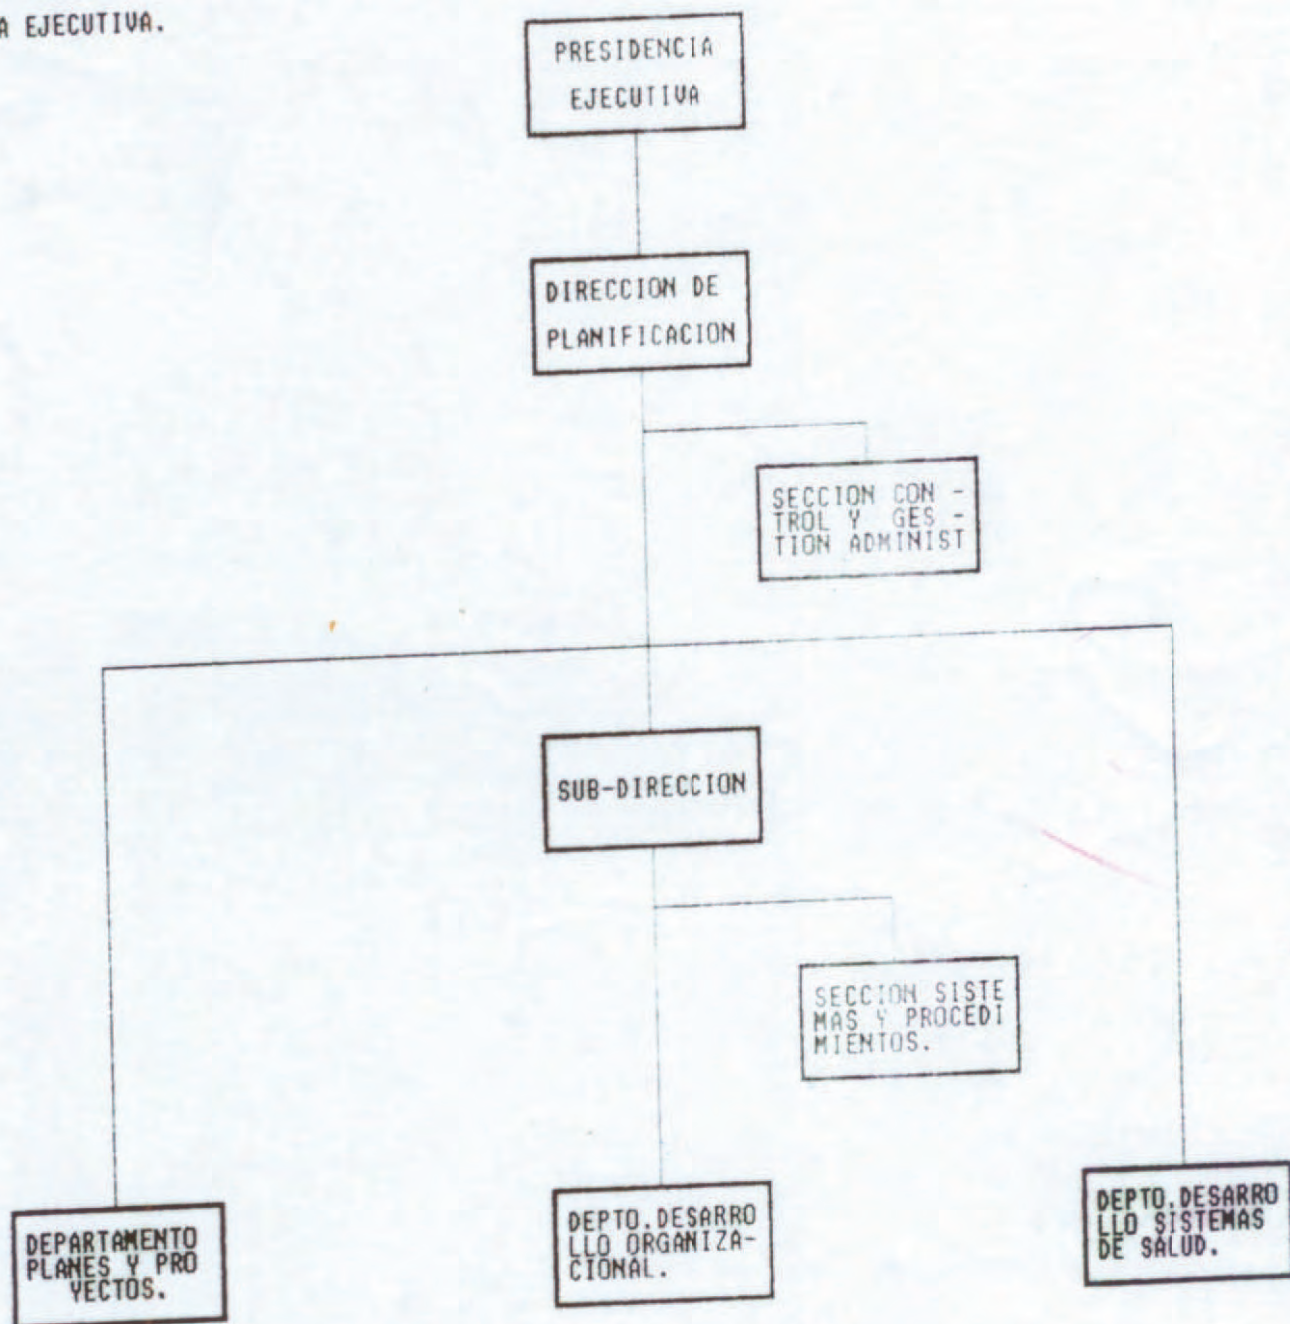 A EJECUTIVA.
PRESIDENCIA
EJECUTIVA
DIRECCION DE
PLANIFICACION
SECCION CON -
TROL Y GES -
TION ADMINIST
SUB-DIRECCION
SECCION SISTE
MAS Y PROCEDI
MIENTOS.
DEPARTAMENTO
PLANES Y PRO
YECTOS.
DEPTO.DESARRO
LLO ORGANIZA-
CIONAL.
DEPTO.DESARRO
LLO SISTEMAS
DE SALUD.